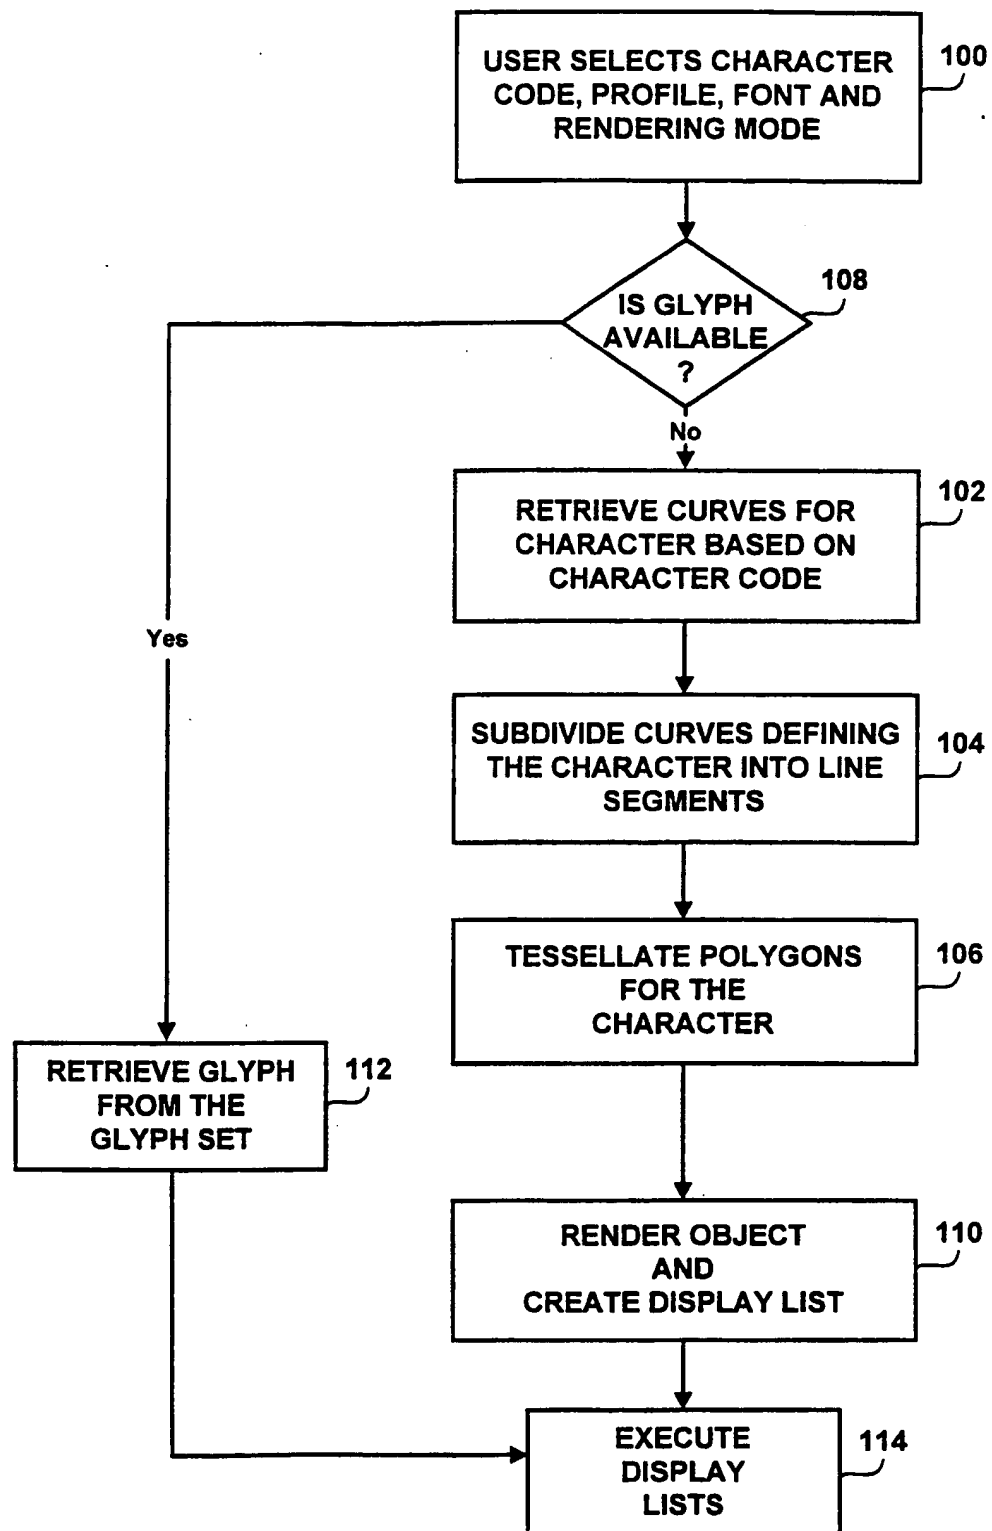 USER SELECTS CHARACTER
CODE, PROFILE, FONT AND
RENDERING MODE
100
IS GLYPH
AVAILABLE
?
108
No
RETRIEVE CURVES FOR
CHARACTER BASED ON
CHARACTER CODE
102
Yes
SUBDIVIDE CURVES DEFINING
THE CHARACTER INTO LINE
SEGMENTS
104
TESSELLATE POLYGONS
FOR THE
CHARACTER
106
RETRIEVE GLYPH
FROM THE
GLYPH SET
112
RENDER OBJECT
AND
CREATE DISPLAY LIST
110
EXECUTE
DISPLAY
LISTS
114